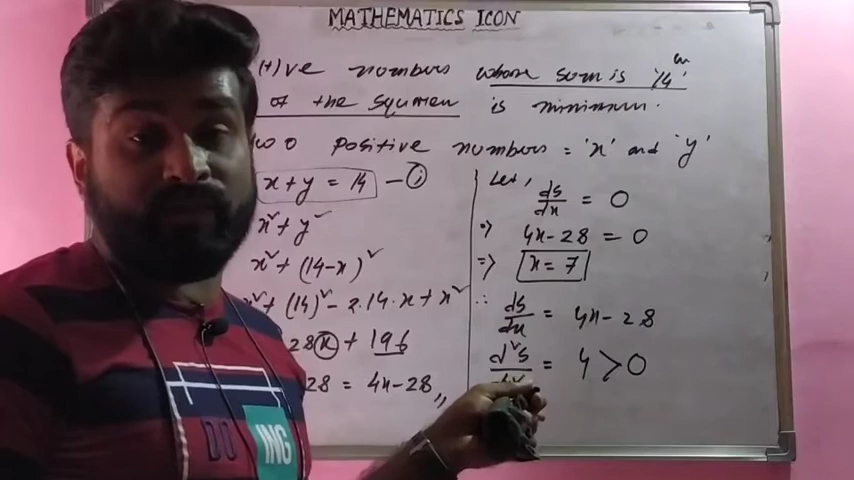 MATHEMATICS ICON
(+)ve numbers whose sum is '14'
of the squares is minimum.
two positive numbers = 'x' and 'y'
x + y = 14 — (i)
x² + y²
x² + (14-x)²
x² + (14)² - 2.14.x + x²
28x + 196
28 = 4x-28,,
Let,
ds/dx = 0
=> 4x-28 = 0
=> x = 7
∴ ds/dx = 4x-28
d²s/dx² = 4 > 0
DO
ING